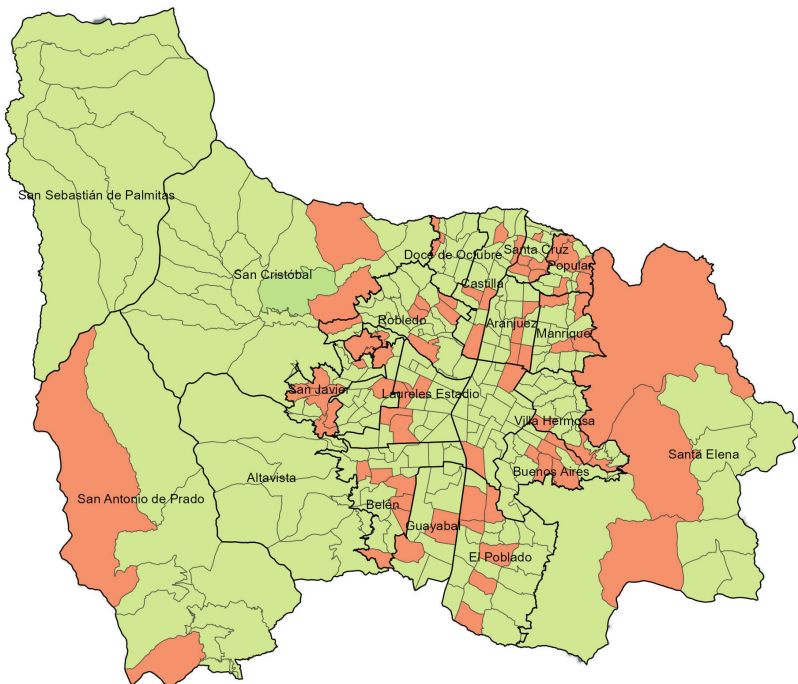 San Sebastián de Palmitas
San Cristóbal
Doce de Octubre
Santa Cruz
Popular
Castilla
Robledo
Aranjuez
Manrique
San Javier
Laureles Estadio
Villa Hermosa
Santa Elena
Buenos Aires
Altavista
San Antonio de Prado
Belén
Guayabal
El Poblado